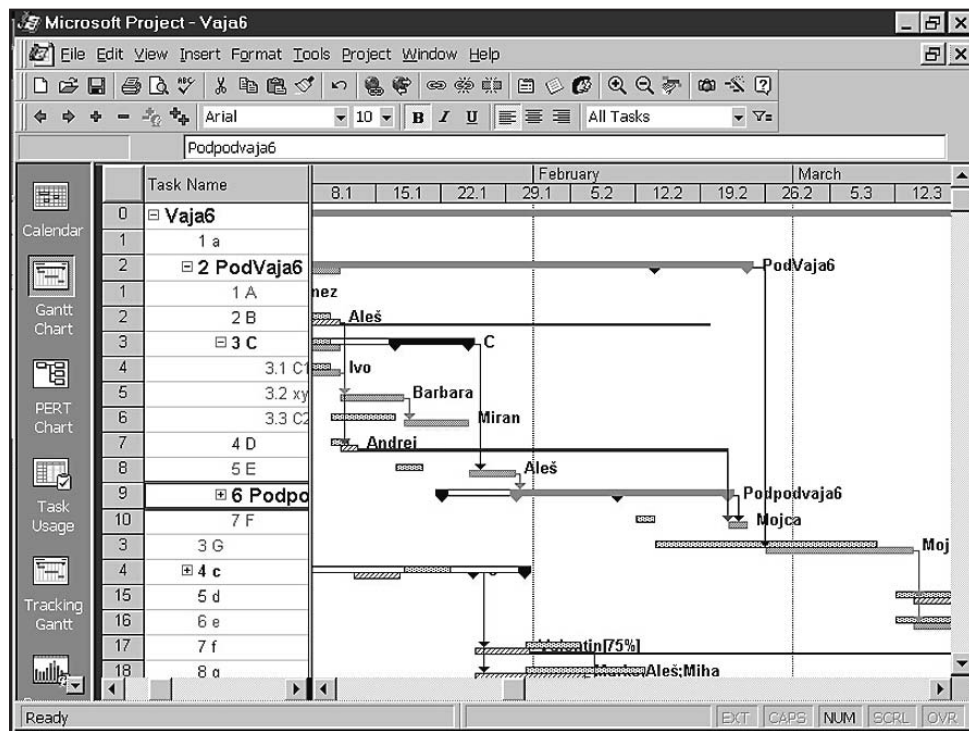 Microsoft Project - Vaja6
File Edit View Insert Format Tools Project Window Help
Arial 10 B I U All Tasks
Podpodvaja6
Task Name
February March
8.1 15.1 22.1 29.1 5.2 12.2 19.2 26.2 5.3 12.3
Calendar
Gantt
Chart
PERT
Chart
Task
Usage
Tracking
Gantt
0 Vaja6
1 1 a
2 2 PodVaja6 PodVaja6
1 1 A nez
2 2 B Aleš
3 3 C C
4 3.1 C1 Ivo
5 3.2 xy Barbara
6 3.3 C2 Miran
7 4 D Andrej
8 5 E Aleš
9 6 Podpo Podpodvaja6
10 7 F Mojca
3 3 G Moj
4 4 c
15 5 d
16 6 e
17 7 f [75%]
18 8 g Aleš;Miha
Ready EXT CAPS NUM SCRL OVR